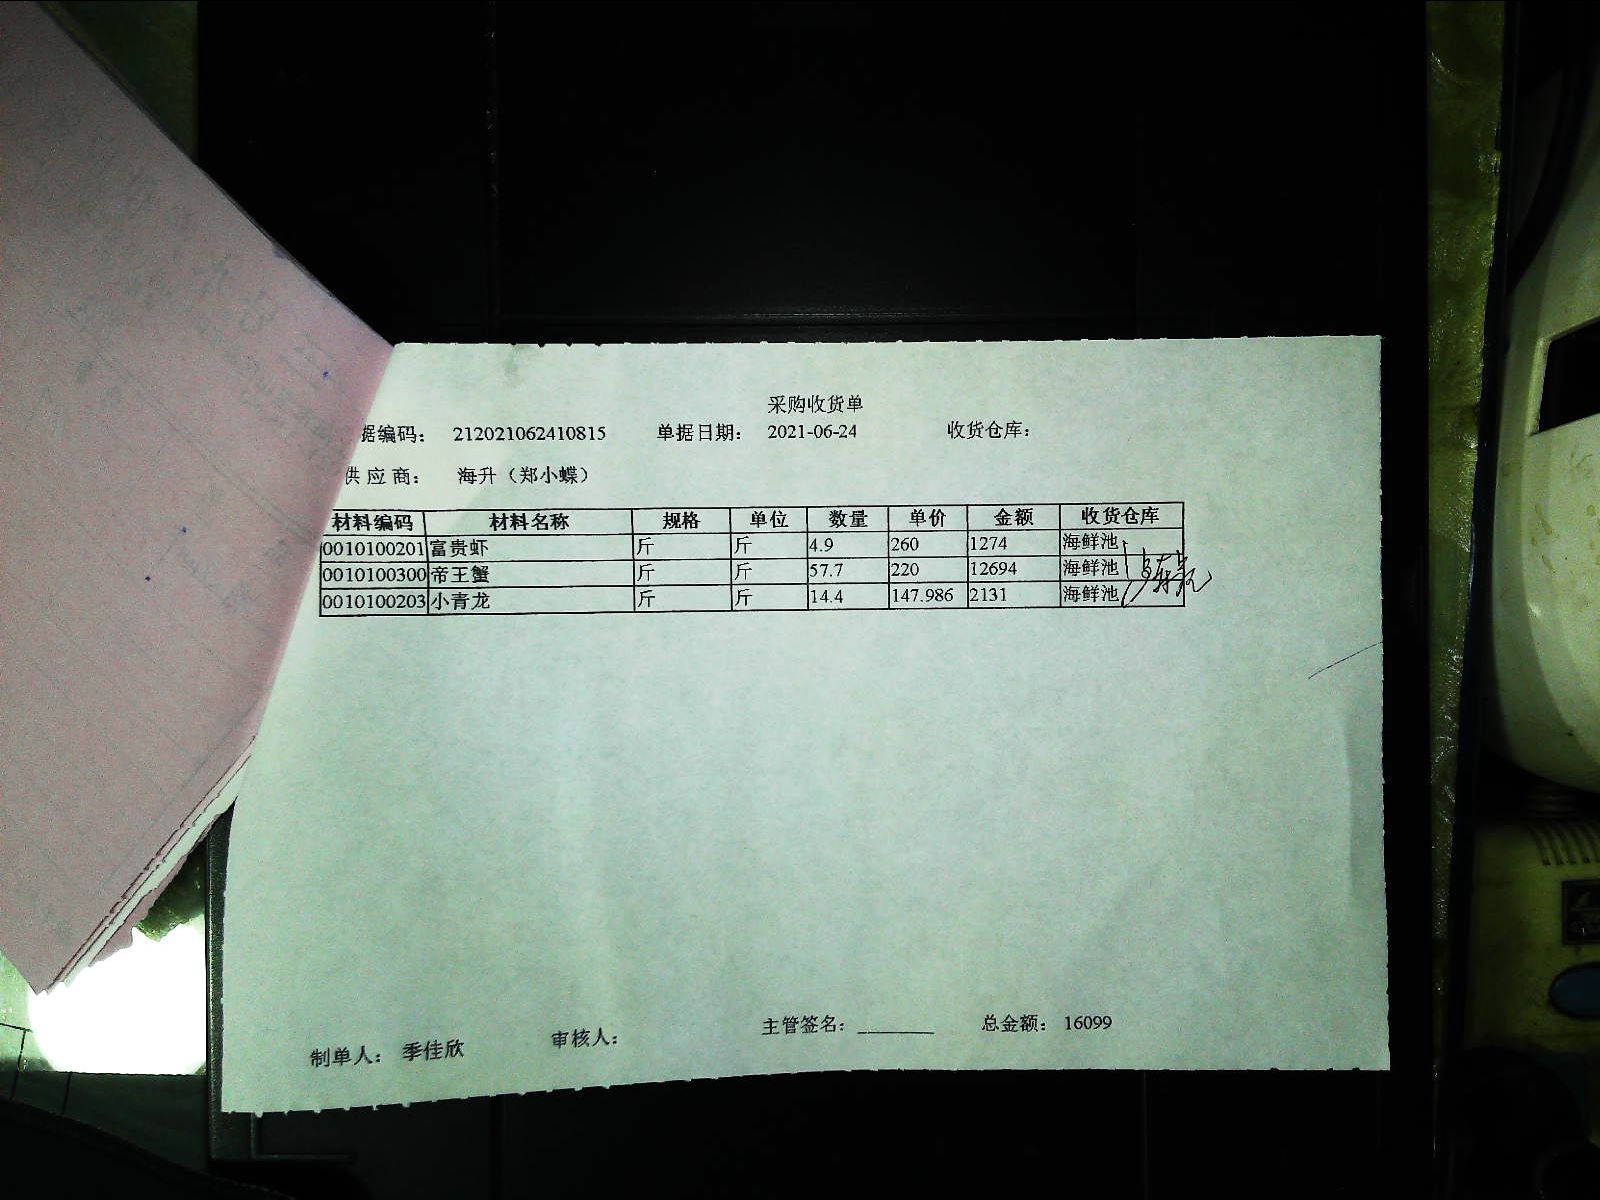 采购收货单
据编码： 212021062410815 单据日期： 2021-06-24 收货仓库：
供应商： 海升（郑小蝶）
材料编码 材料名称 规格 单位 数量 单价 金额 收货仓库
0010100201 富贵虾 斤 斤 4.9 260 1274 海鲜池
0010100300 帝王蟹 斤 斤 57.7 220 12694 海鲜池
0010100203 小青龙 斤 斤 14.4 147.986 2131 海鲜池
制单人： 季佳欣 审核人： 主管签名： 总金额： 16099